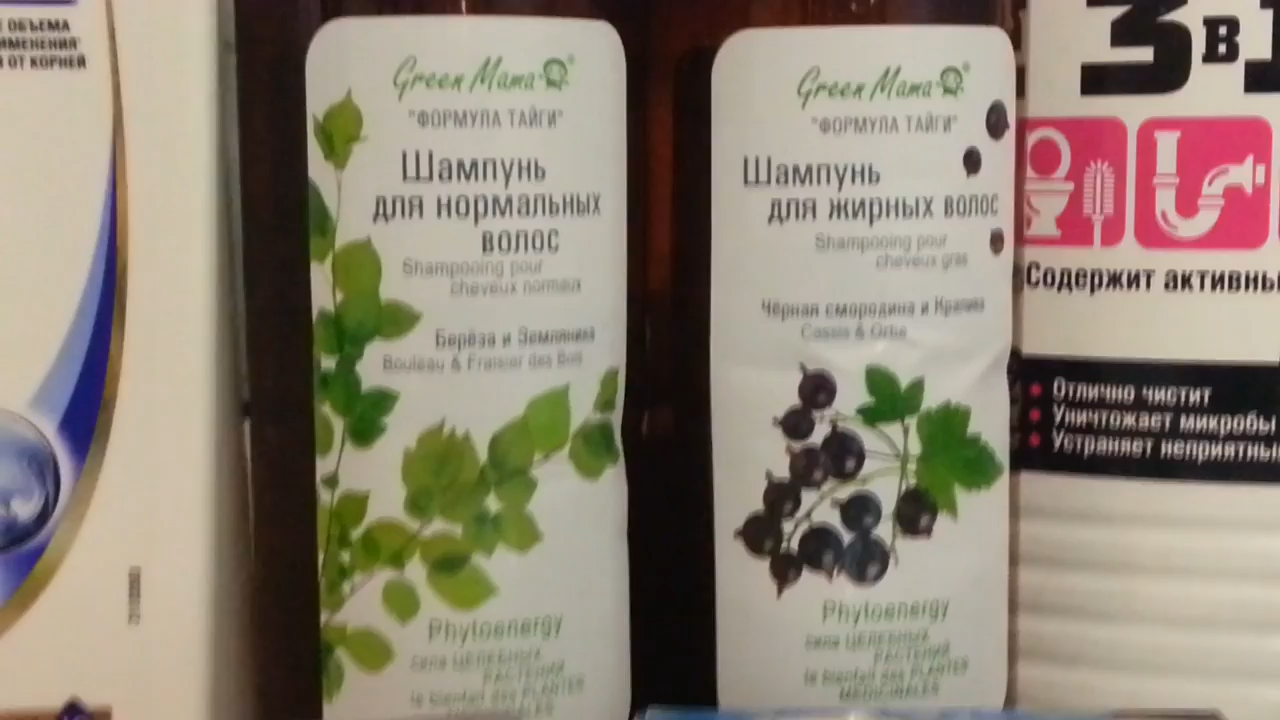 ОБЪЕМА
ОТ КОРНЕЙ
Green Mama
"ФОРМУЛА ТАЙГИ"
Шампунь
для нормальных
волос
Shampooing pour
cheveux normaux
Берёза и Земляника
Bouleau & Fraisier des Bois
Phytoenergy
сила ЦЕЛЕБНЫХ
РАСТЕНИЙ
le bienfait des PLANTES
MEDICINALES
Green Mama
"ФОРМУЛА ТАЙГИ"
Шампунь
для жирных волос
Shampooing pour
cheveux gras
Чёрная смородина и Крапива
Cassis & Ortie
Phytoenergy
сила ЦЕЛЕБНЫХ
РАСТЕНИЙ
le bienfait des PLANTES
MEDICINALES
3 в 1
Содержит активны
Отлично чистит
Уничтожает микробы
Устраняет неприятны